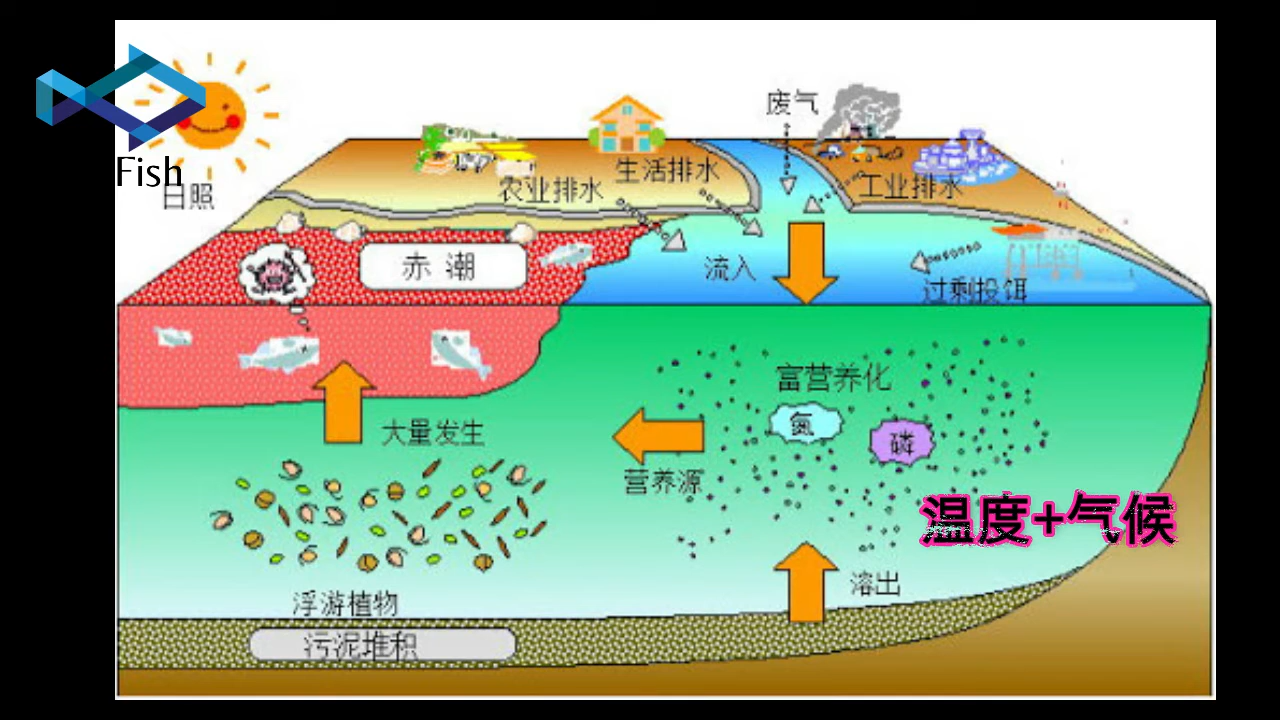 Fish
日照
废气
生活排水
农业排水
工业排水
赤潮
流入
过剩投饵
富营养化
氮
磷
大量发生
营养源
温度+气候
溶出
浮游植物
污泥堆积